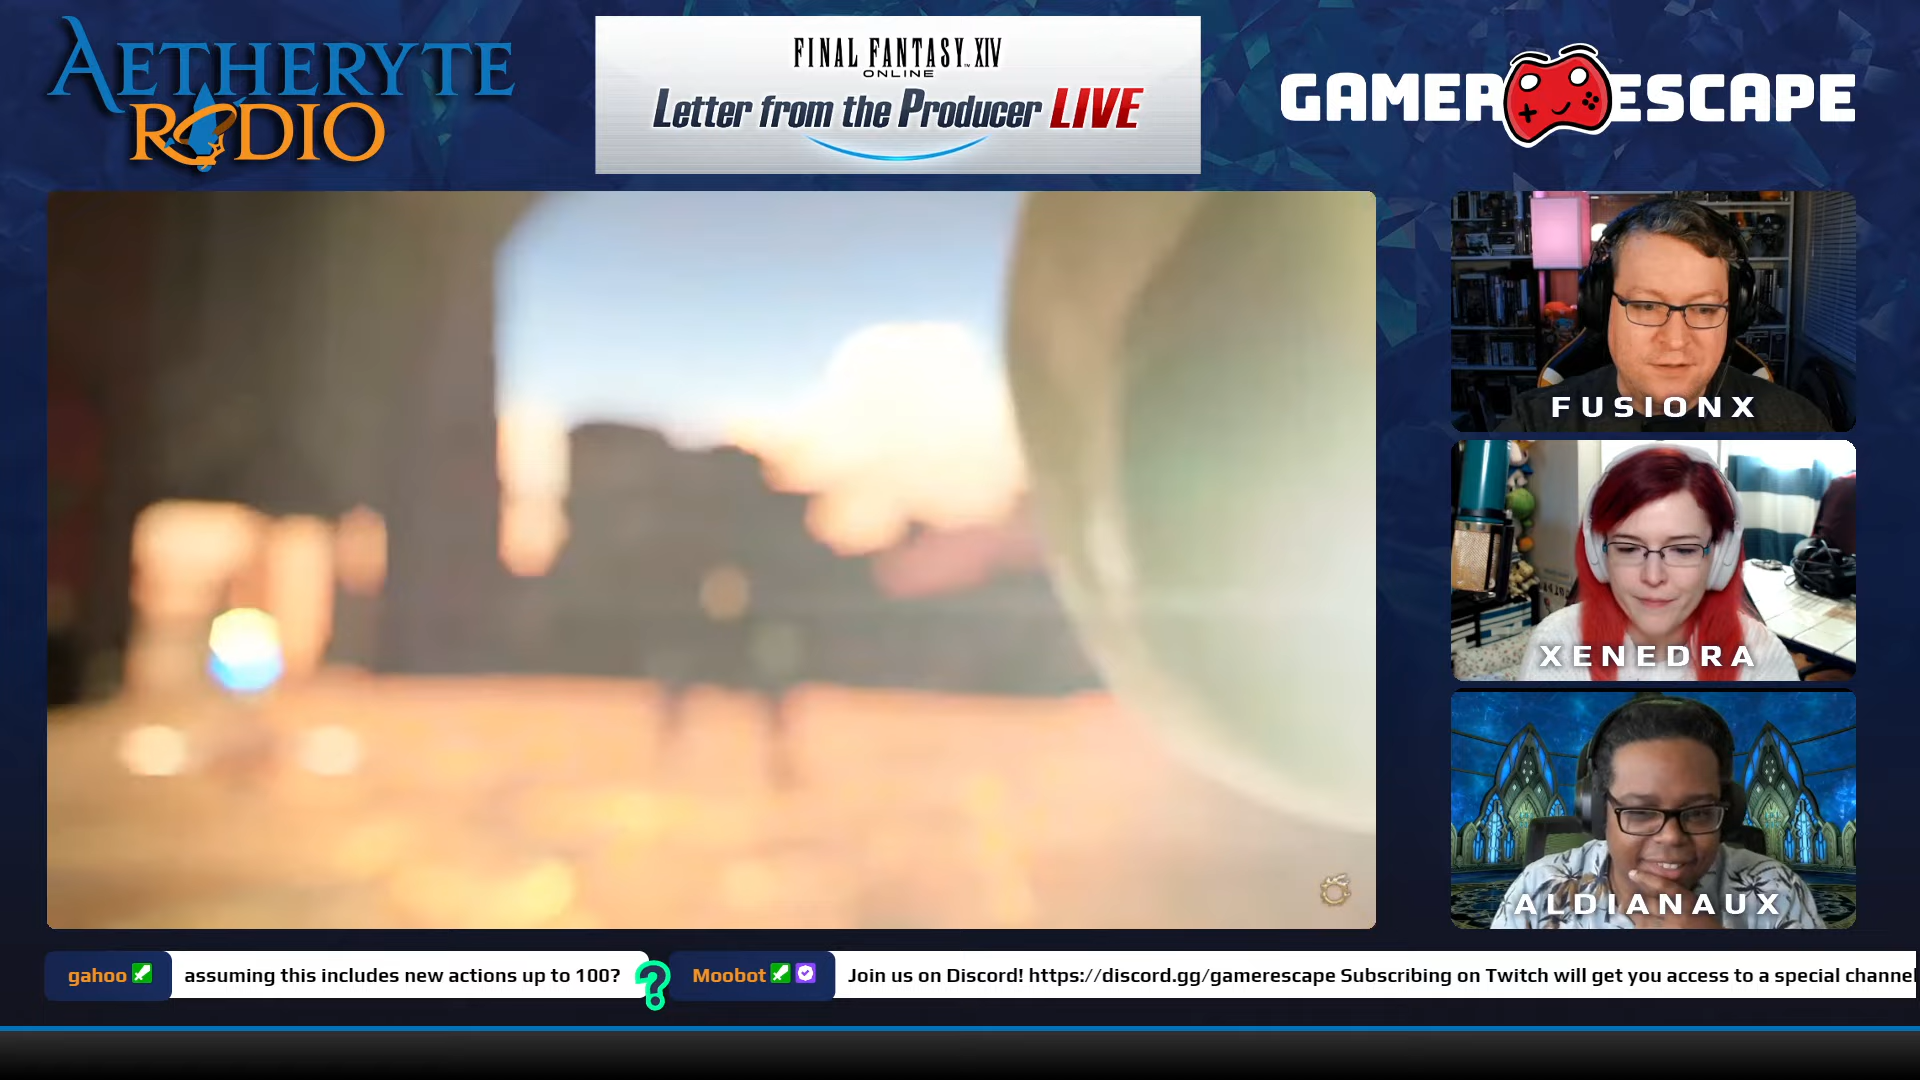 AETHERYTE
RADIO
FINAL FANTASY XIV
ONLINE
Letter from the Producer LIVE
GAMER ESCAPE
FUSIONX
XENEDRA
ALDIANAUX
gahoo assuming this includes new actions up to 100?
Moobot Join us on Discord! https://discord.gg/gamerescape Subscribing on Twitch will get you access to a special channel